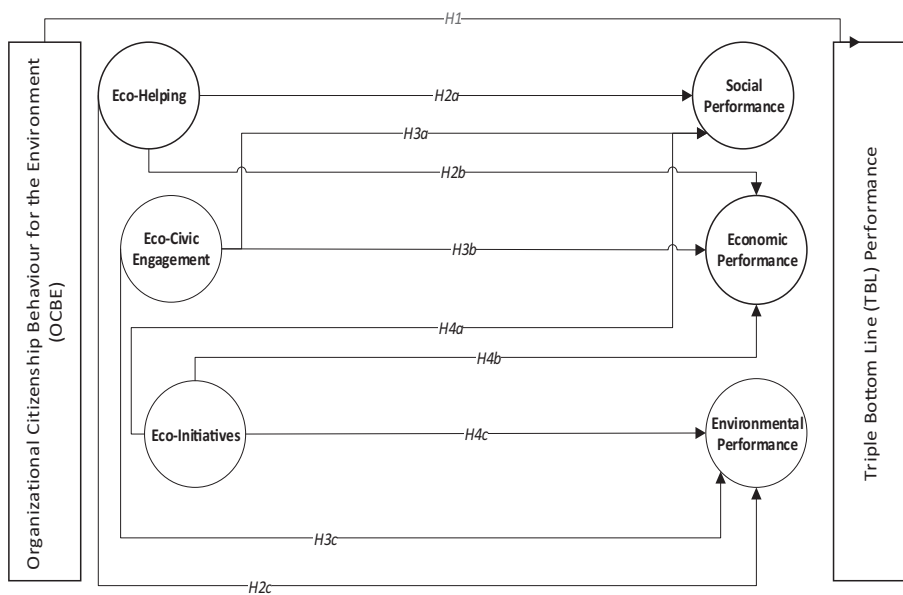 H1
Organizational Citizenship Behaviour for the Environment
(OCBE)
Eco-Helping
H2a
Social
Performance
H3a
H2b
Eco-Civic
Engagement
H3b
Economic
Performance
H4a
H4b
Eco-Initiatives
H4c
Environmental
Performance
H3c
H2c
Triple Bottom Line (TBL) Performance